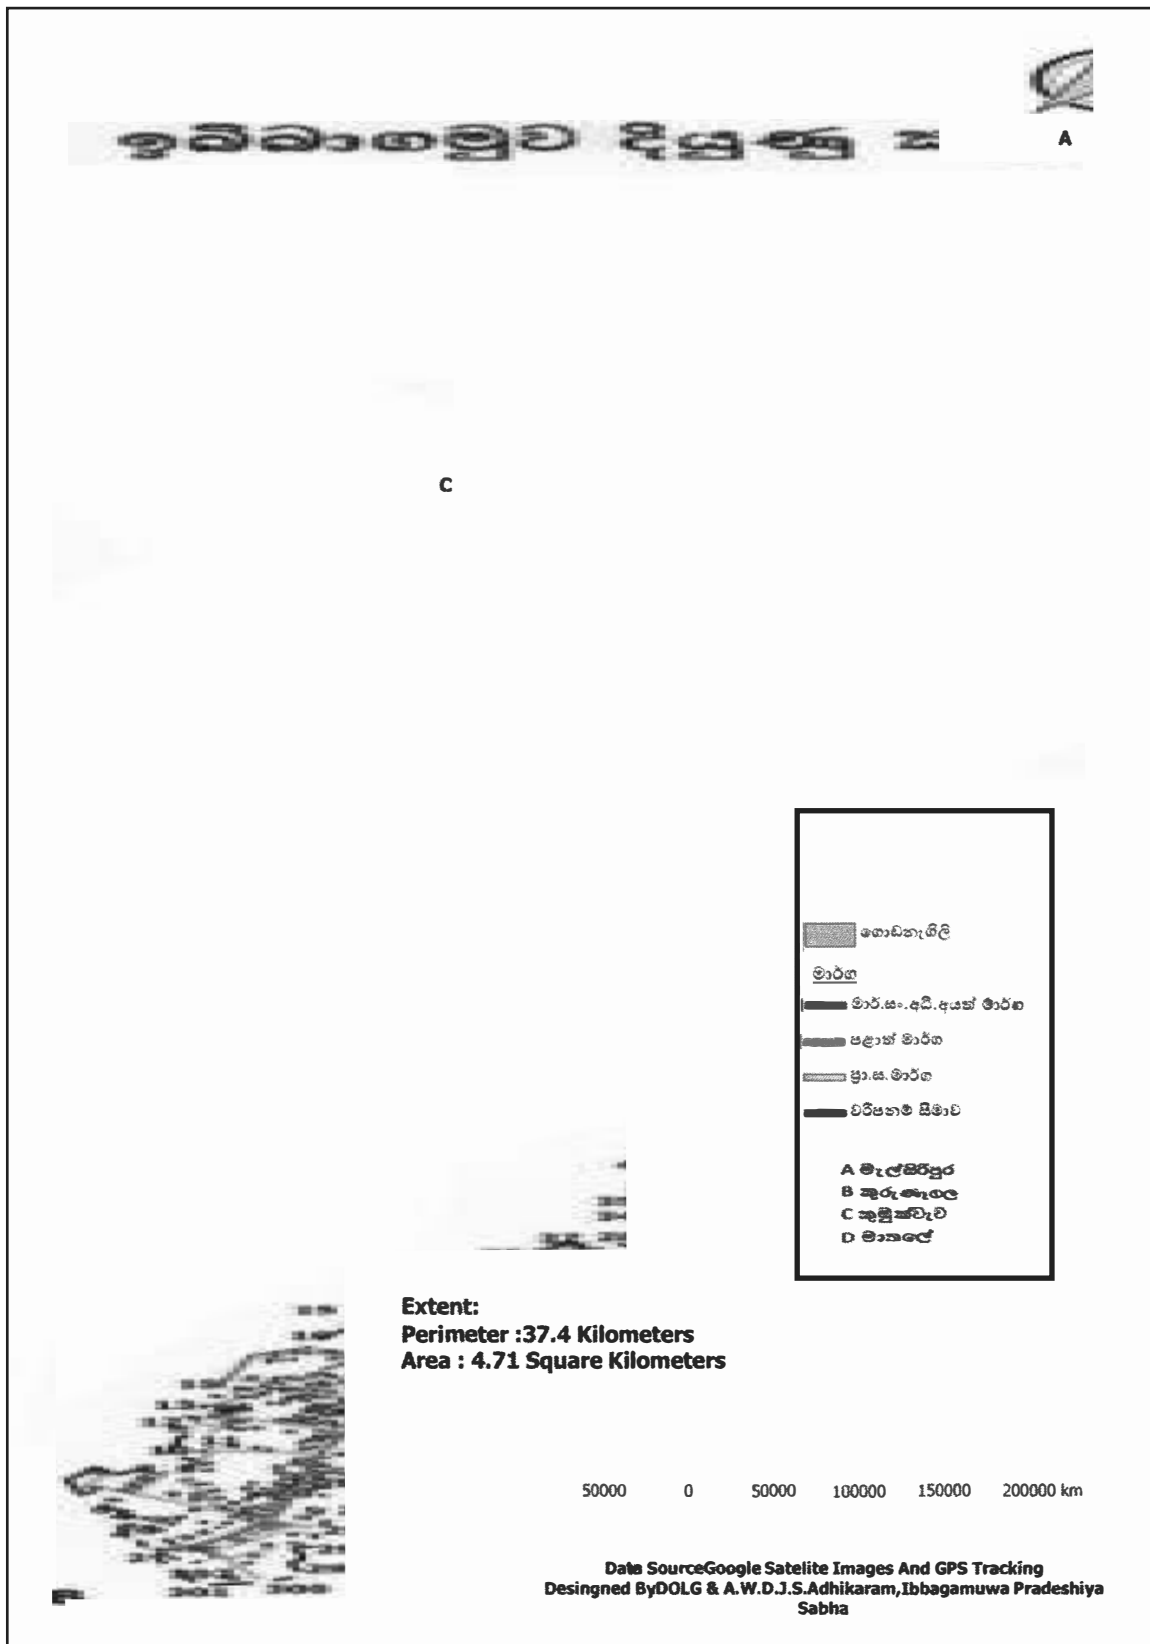 ඉබ්බාගමුව
A
C
ගොඩනැගිලි
මාර්ග
මාර්.සං.අධි.අයත් මාර්ග
පළාත් මාර්ග
ප්‍රා.ස.මාර්ග
වරිපනම් සීමාව
A මැල්සිරිපුර
B කුරුණෑගල
C කුඹුක්වැව
D මාතලේ
Extent:
Perimeter :37.4 Kilometers
Area : 4.71 Square Kilometers
50000 0 50000 100000 150000 200000 km
Data SourceGoogle Satelite Images And GPS Tracking
Desingned ByDOLG & A.W.D.J.S.Adhikaram,Ibbagamuwa Pradeshiya
Sabha